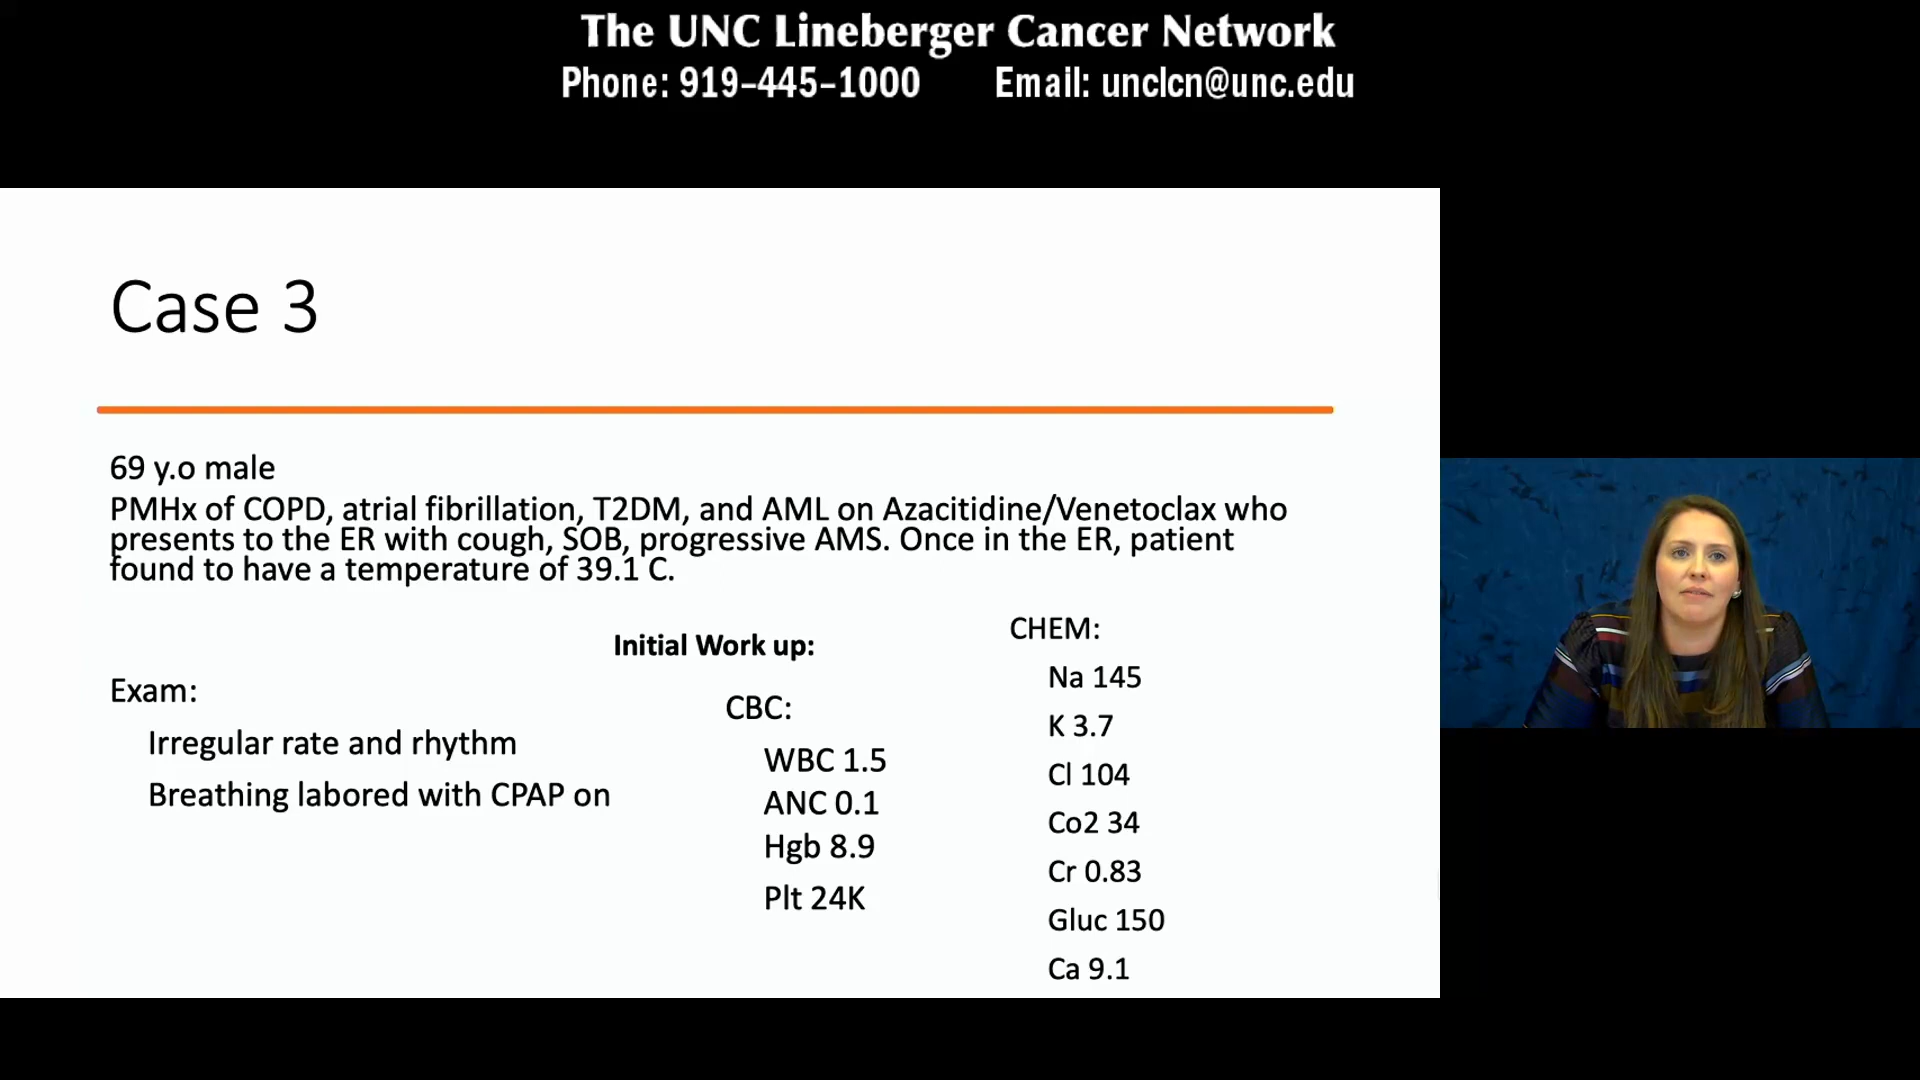 The UNC Lineberger Cancer Network
Phone: 919-445-1000 Email: unclcn@unc.edu
Case 3
69 y.o male
PMHx of COPD, atrial fibrillation, T2DM, and AML on Azacitidine/Venetoclax who
presents to the ER with cough, SOB, progressive AMS. Once in the ER, patient
found to have a temperature of 39.1 C.
Initial Work up:
Exam:
Irregular rate and rhythm
Breathing labored with CPAP on
CBC:
WBC 1.5
ANC 0.1
Hgb 8.9
Plt 24K
CHEM:
Na 145
K 3.7
Cl 104
Co2 34
Cr 0.83
Gluc 150
Ca 9.1